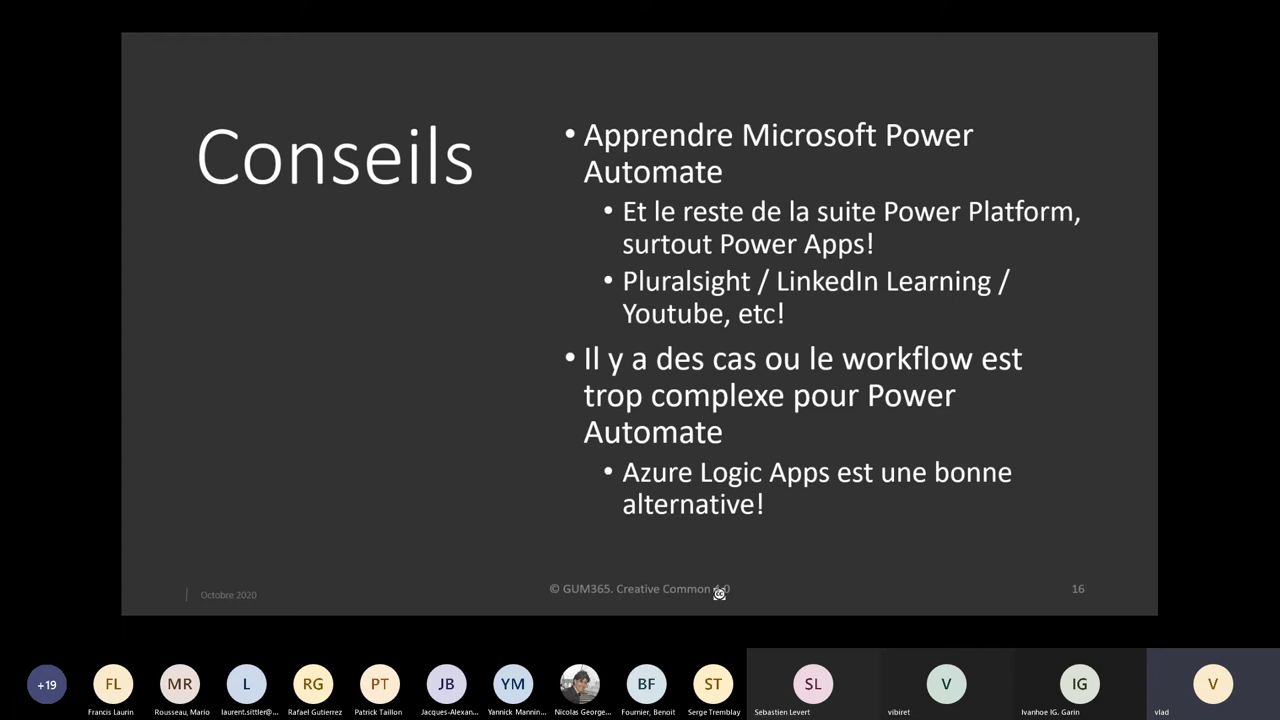 Conseils
• Apprendre Microsoft Power
Automate
• Et le reste de la suite Power Platform,
surtout Power Apps!
• Pluralsight / LinkedIn Learning /
Youtube, etc!
• Il y a des cas ou le workflow est
trop complexe pour Power
Automate
• Azure Logic Apps est une bonne
alternative!
Octobre 2020
© GUM365. Creative Common 4.0
16
+19
FL
MR
L
RG
PT
JB
YM
BF
ST
SL
V
IG
V
Francis Laurin
Rousseau, Mario
laurent.sittler@...
Rafael Gutierrez
Patrick Taillon
Jacques-Alexan...
Yannick Mannin...
Nicolas George...
Fournier, Benoit
Serge Tremblay
Sebastien Levert
vibiret
Ivanhoe IG. Garin
vlad